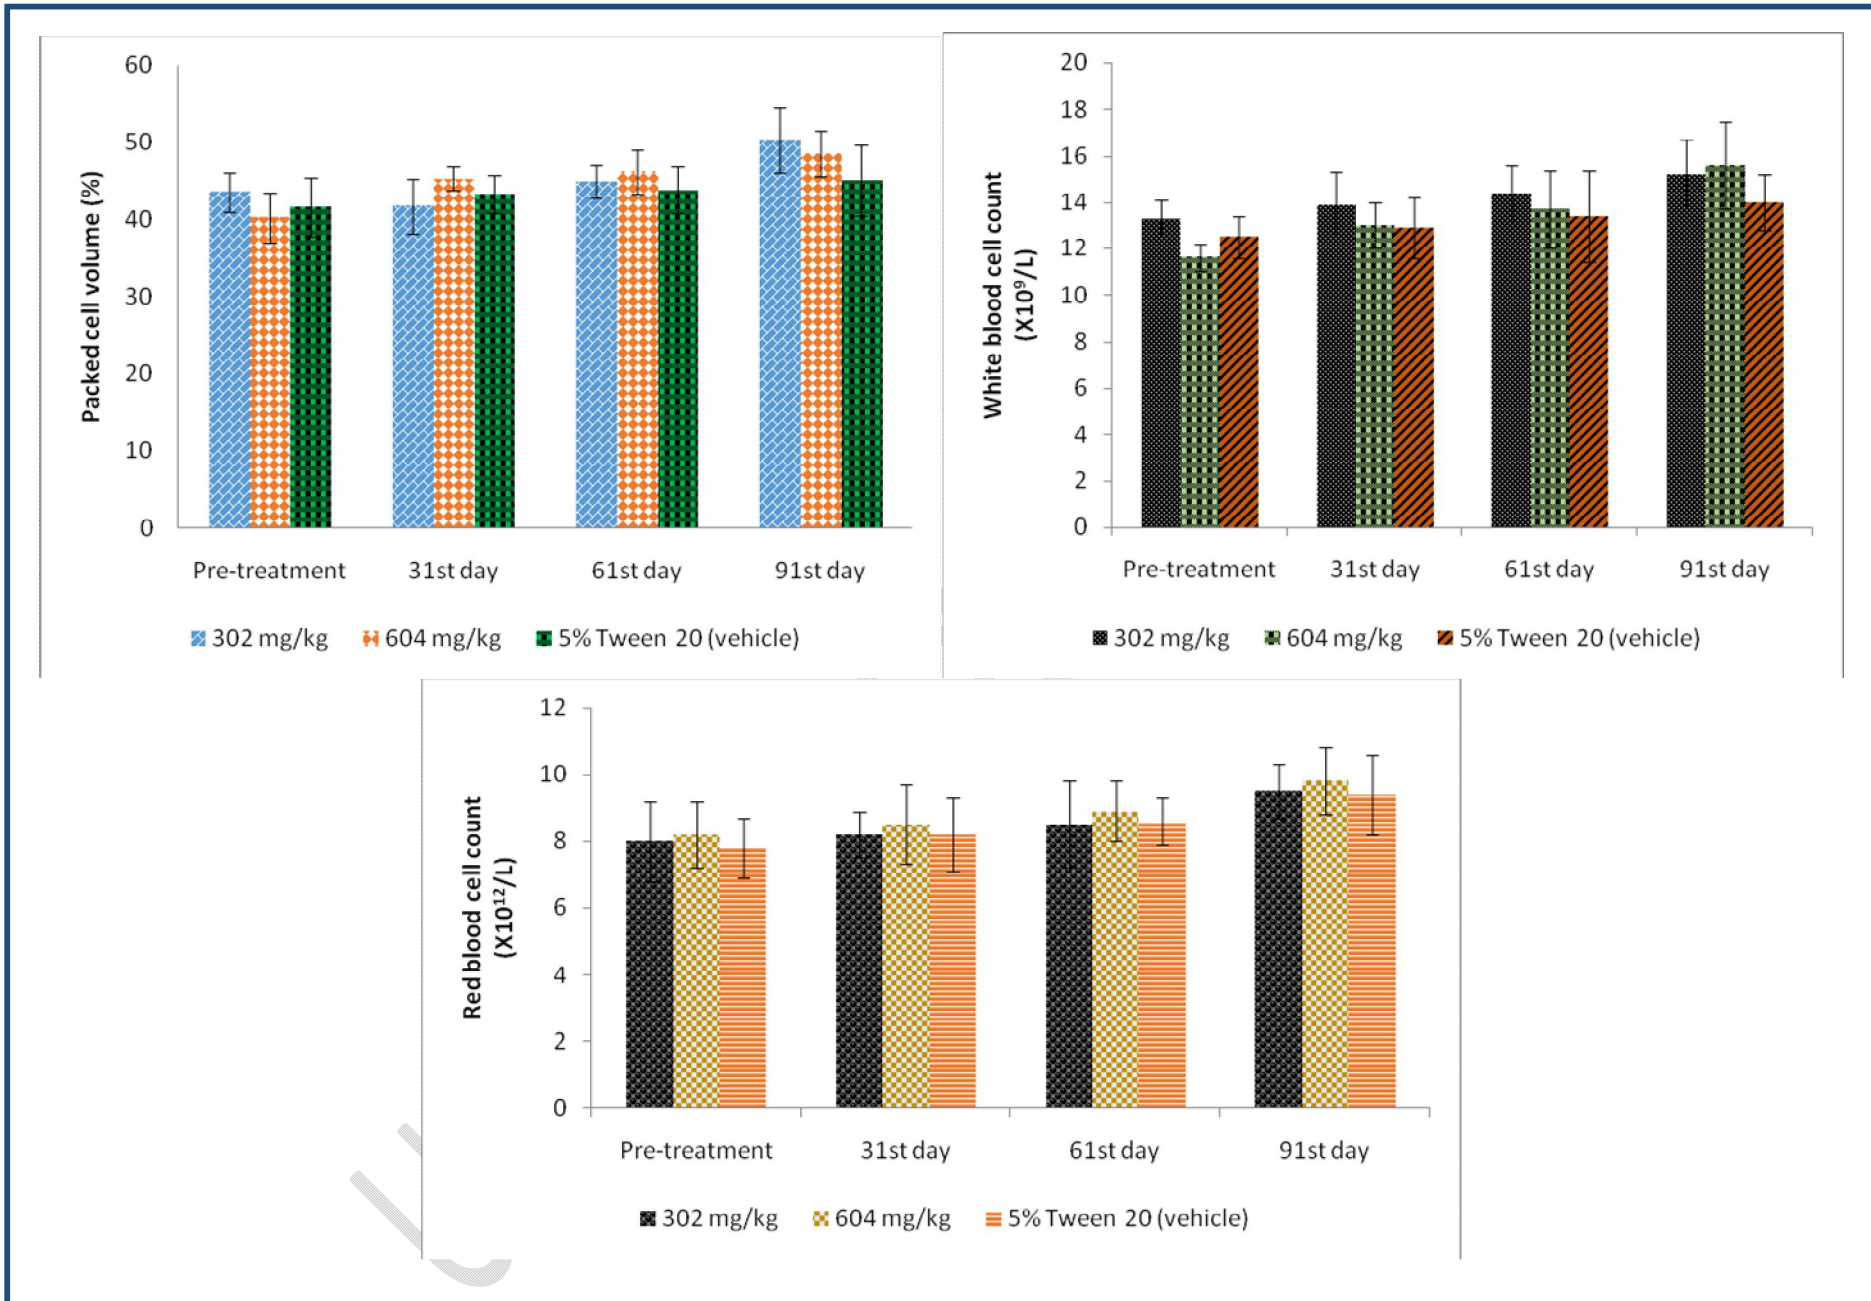 60
50
40
30
20
10
0
Packed cell volume (%)
Pre-treatment 31st day 61st day 91st day
302 mg/kg 604 mg/kg 5% Tween 20 (vehicle)
20
18
16
14
12
10
8
6
4
2
0
White blood cell count
(X10⁹/L)
Pre-treatment 31st day 61st day 91st day
302 mg/kg 604 mg/kg 5% Tween 20 (vehicle)
12
10
8
6
4
2
0
Red blood cell count
(X10¹²/L)
Pre-treatment 31st day 61st day 91st day
302 mg/kg 604 mg/kg 5% Tween 20 (vehicle)